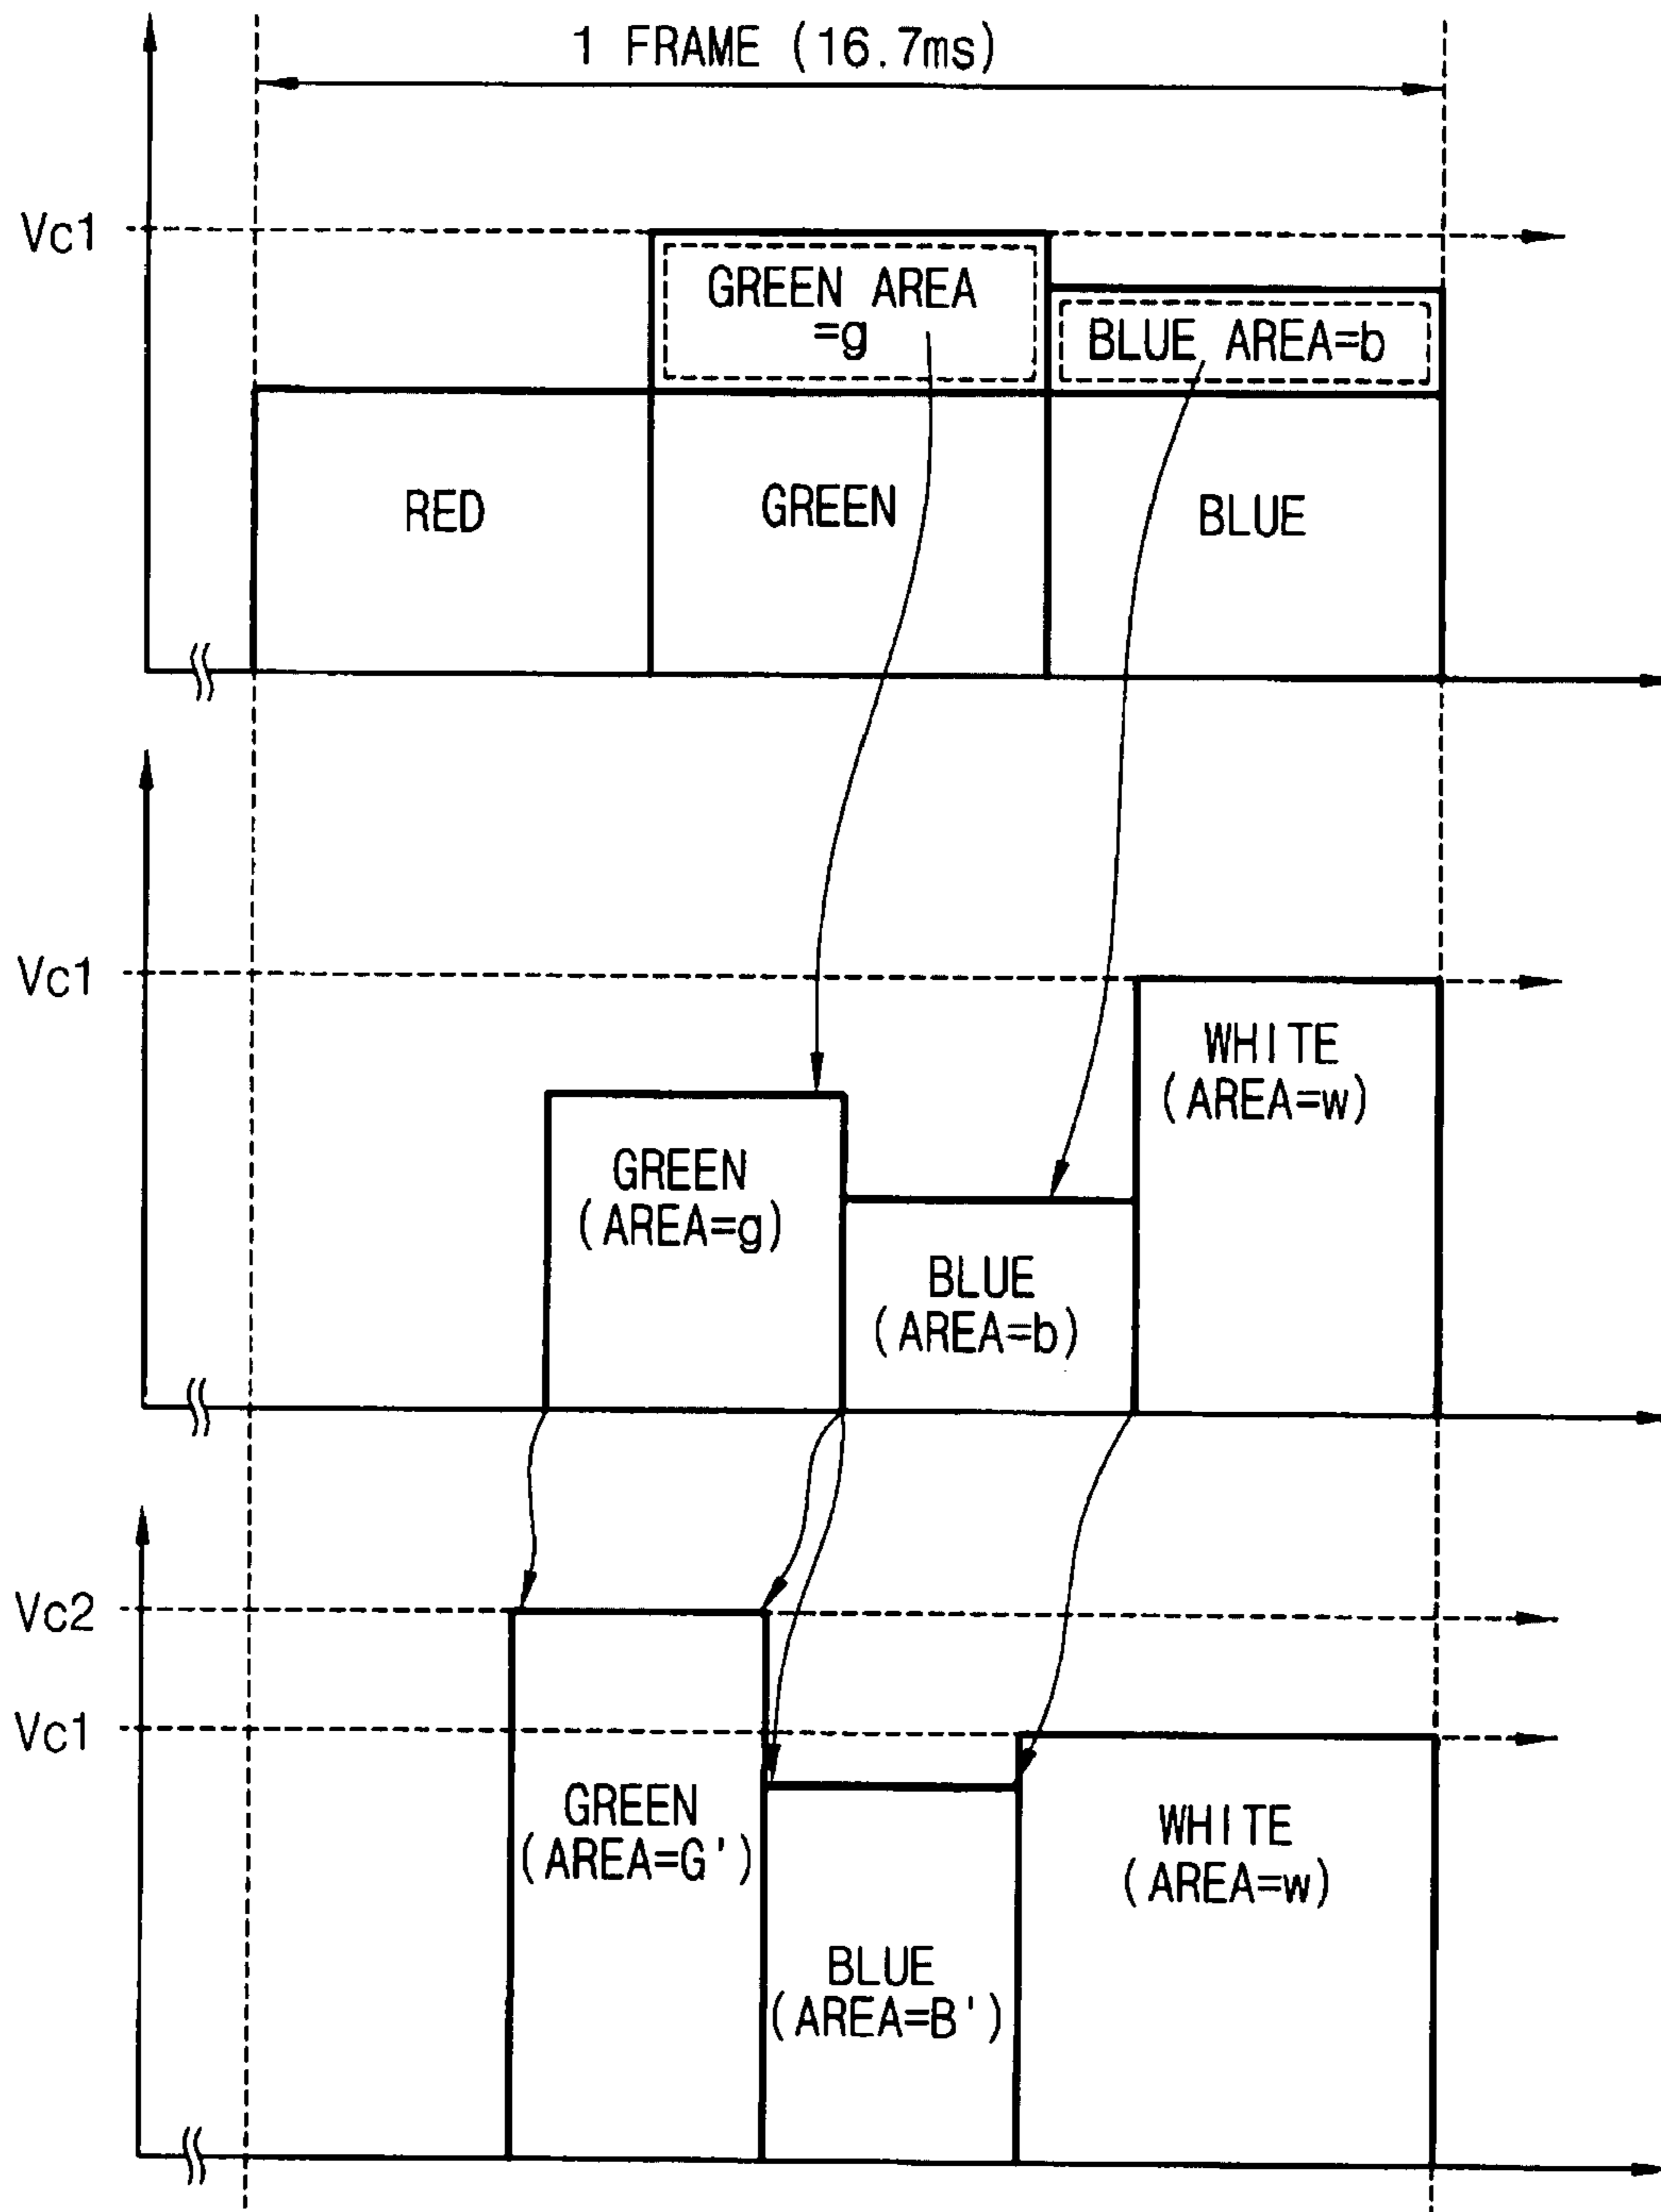 1 FRAME (16.7ms)
Vc1
GREEN AREA
=g
BLUE AREA=b
RED
GREEN
BLUE
Vc1
WHITE
(AREA=w)
GREEN
(AREA=g)
BLUE
(AREA=b)
Vc2
Vc1
GREEN
(AREA=G')
WHITE
(AREA=w)
BLUE
(AREA=B')